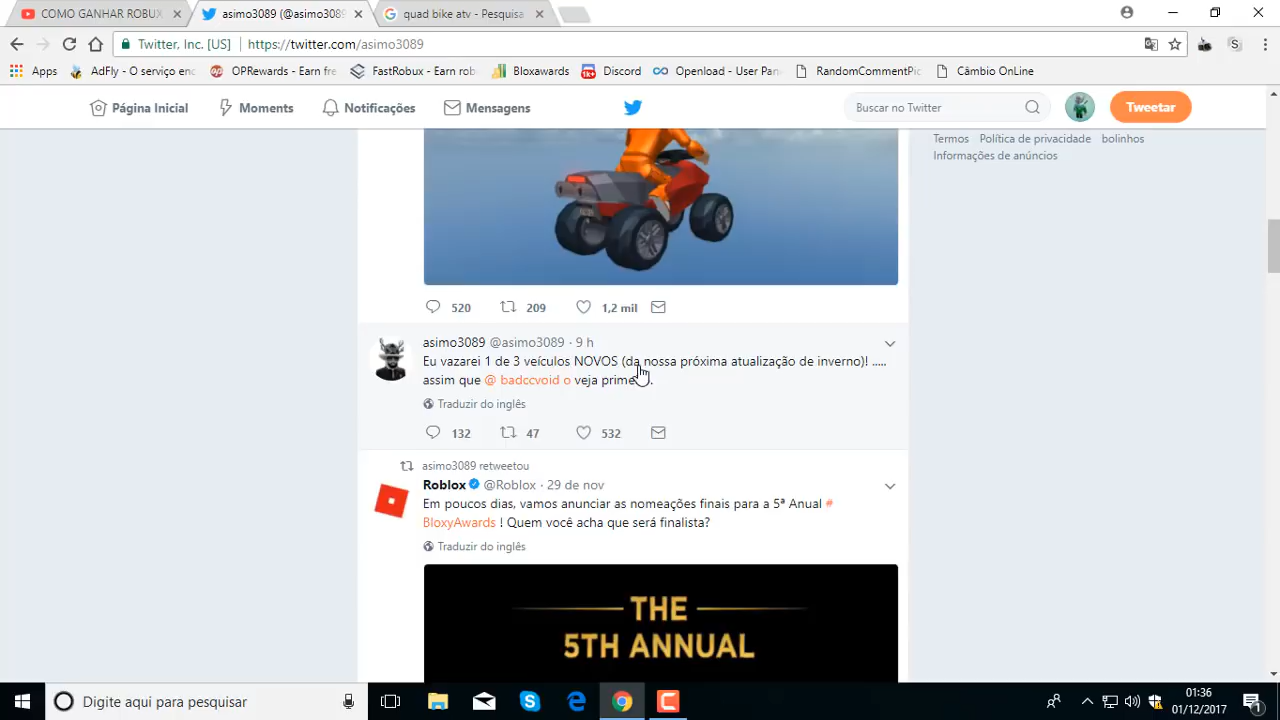 COMO GANHAR ROBUX
asimo3089 (@asimo3089
quad bike atv - Pesquisa
Twitter, Inc. [US]
https://twitter.com/asimo3089
Apps
AdFly - O serviço enc
OPRewards - Earn fre
FastRobux - Earn rob
Bloxawards
Discord
Openload - User Pan
RandomCommentPic
Câmbio OnLine
Página Inicial
Moments
Notificações
Mensagens
Buscar no Twitter
Tweetar
Termos Política de privacidade bolinhos
Informações de anúncios
520 209 1,2 mil
asimo3089 @asimo3089 · 9 h
Eu vazarei 1 de 3 veículos NOVOS (da nossa próxima atualização de inverno)! .....
assim que @ badccvoid o veja
Traduzir do inglês
132 47 532
asimo3089 retweetou
Roblox @Roblox · 29 de nov
Em poucos dias, vamos anunciar as nomeações finais para a 5ª Anual #
BloxyAwards ! Quem você acha que será finalista?
Traduzir do inglês
THE
5TH ANNUAL
Digite aqui para pesquisar
01:36
01/12/2017